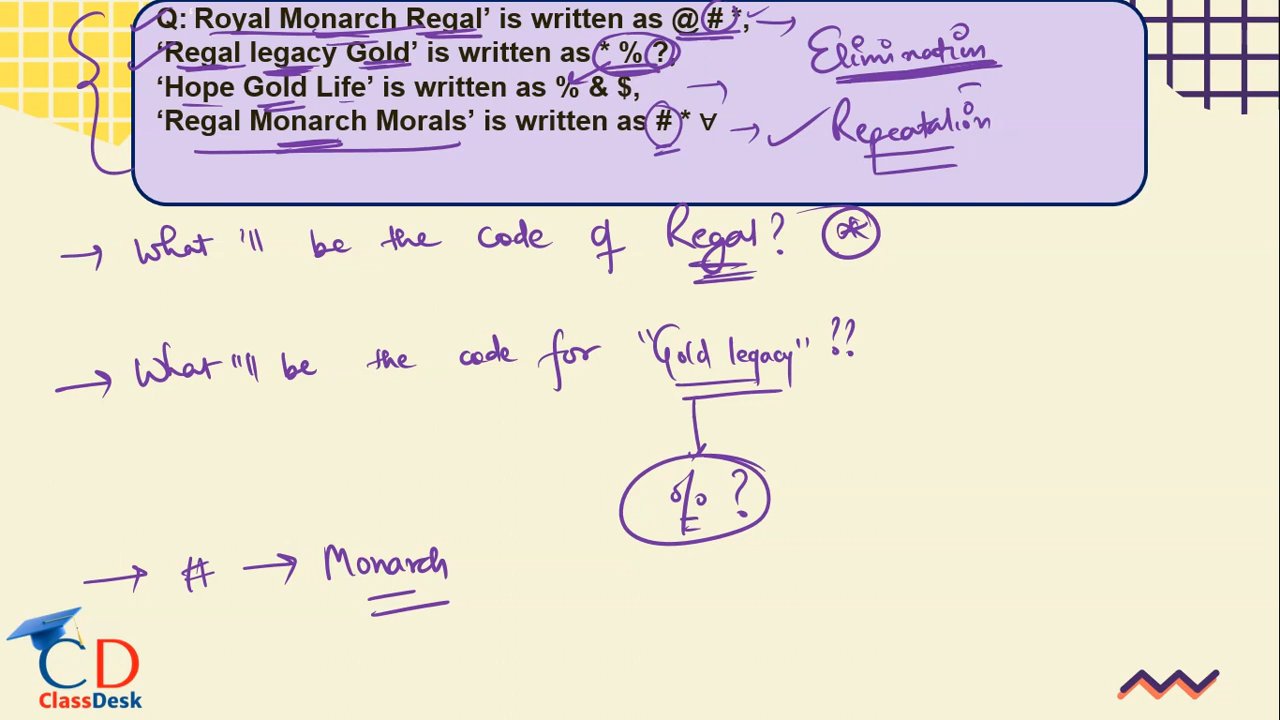 Q: Royal Monarch Regal’ is written as @ # *,
‘Regal legacy Gold’ is written as * % ?,
‘Hope Gold Life’ is written as % & $,
‘Regal Monarch Morals’ is written as # * ∀
Elimination
Repeatation
→ What 'll be the code of Regal? *
→ What "ll be the code for "Gold legacy" ??
% ?
→ # → Monarch
CD
ClassDesk